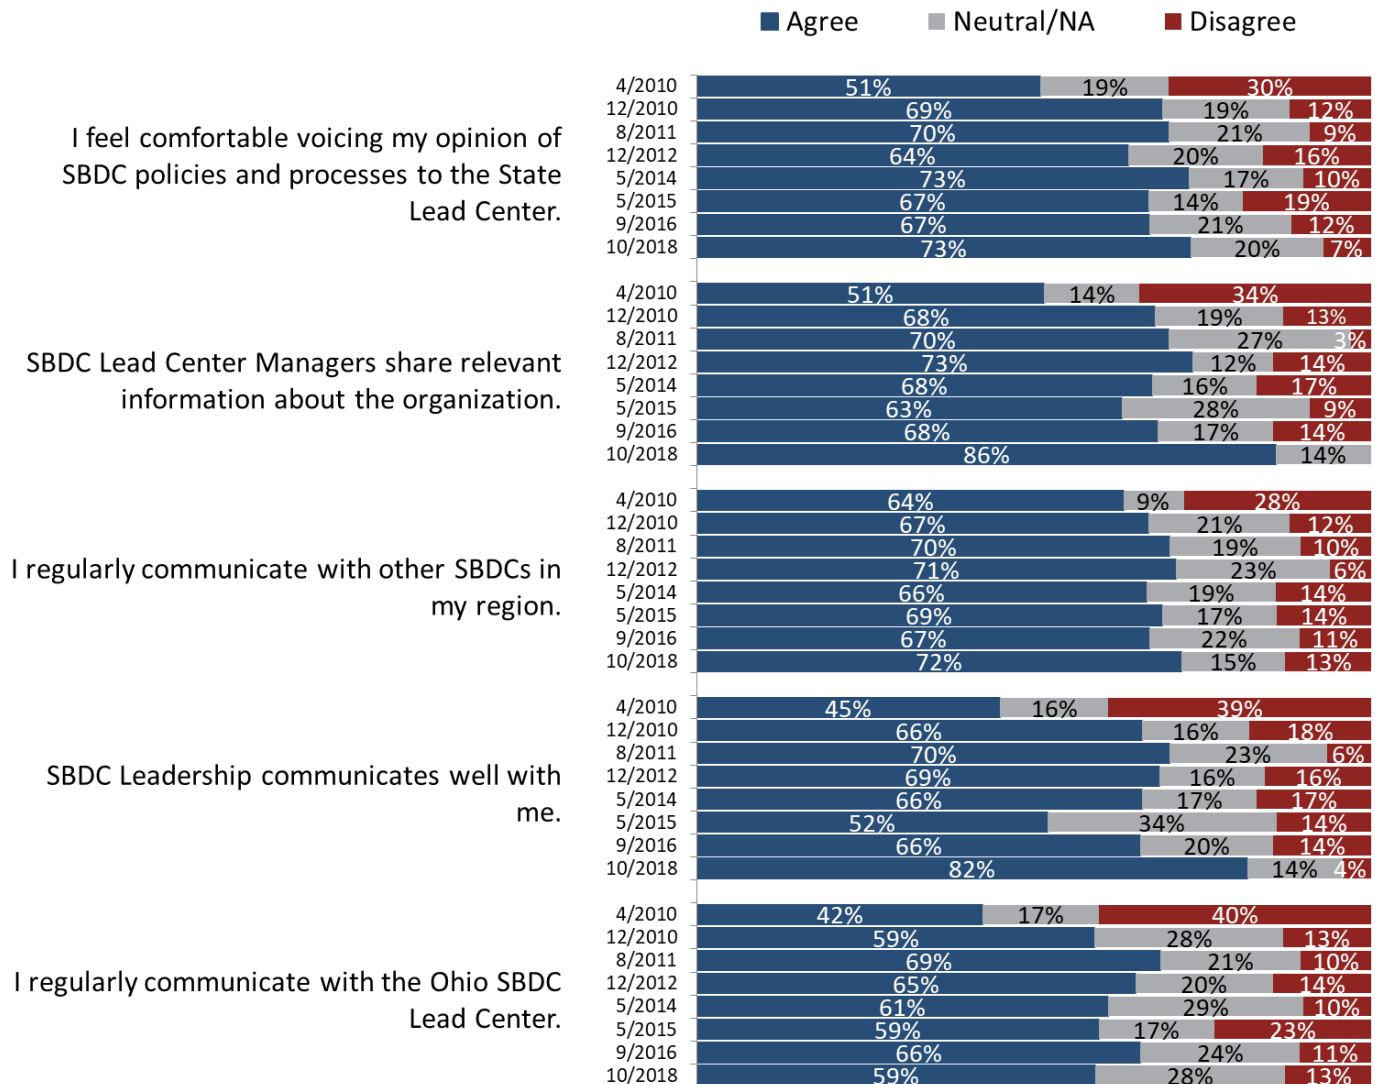 Agree Neutral/NA Disagree
4/2010 51% 19% 30%
12/2010 69% 19% 12%
I feel comfortable voicing my opinion of
8/2011 70% 21% 9%
SBDC policies and processes to the State
12/2012 64% 20% 16%
5/2014 73% 17% 10%
Lead Center.
5/2015 67% 14% 19%
9/2016 67% 21% 12%
10/2018 73% 20% 7%
4/2010 51% 14% 34%
12/2010 68% 19% 13%
8/2011 70% 27% 3%
SBDC Lead Center Managers share relevant
12/2012 73% 12% 14%
5/2014 68% 16% 17%
information about the organization.
5/2015 63% 28% 9%
9/2016 68% 17% 14%
10/2018 86% 14%
4/2010 64% 9% 28%
12/2010 67% 21% 12%
8/2011 70% 19% 10%
I regularly communicate with other SBDCs in
12/2012 71% 23% 6%
5/2014 66% 19% 14%
my region.
5/2015 69% 17% 14%
9/2016 67% 22% 11%
10/2018 72% 15% 13%
4/2010 45% 16% 39%
12/2010 66% 16% 18%
8/2011 70% 23% 6%
SBDC Leadership communicates well with
12/2012 69% 16% 16%
5/2014 66% 17% 17%
me.
5/2015 52% 34% 14%
9/2016 66% 20% 14%
10/2018 82% 14% 4%
4/2010 42% 17% 40%
12/2010 59% 28% 13%
8/2011 69% 21% 10%
I regularly communicate with the Ohio SBDC
12/2012 65% 20% 14%
5/2014 61% 29% 10%
Lead Center.
5/2015 59% 17% 23%
9/2016 66% 24% 11%
10/2018 59% 28% 13%